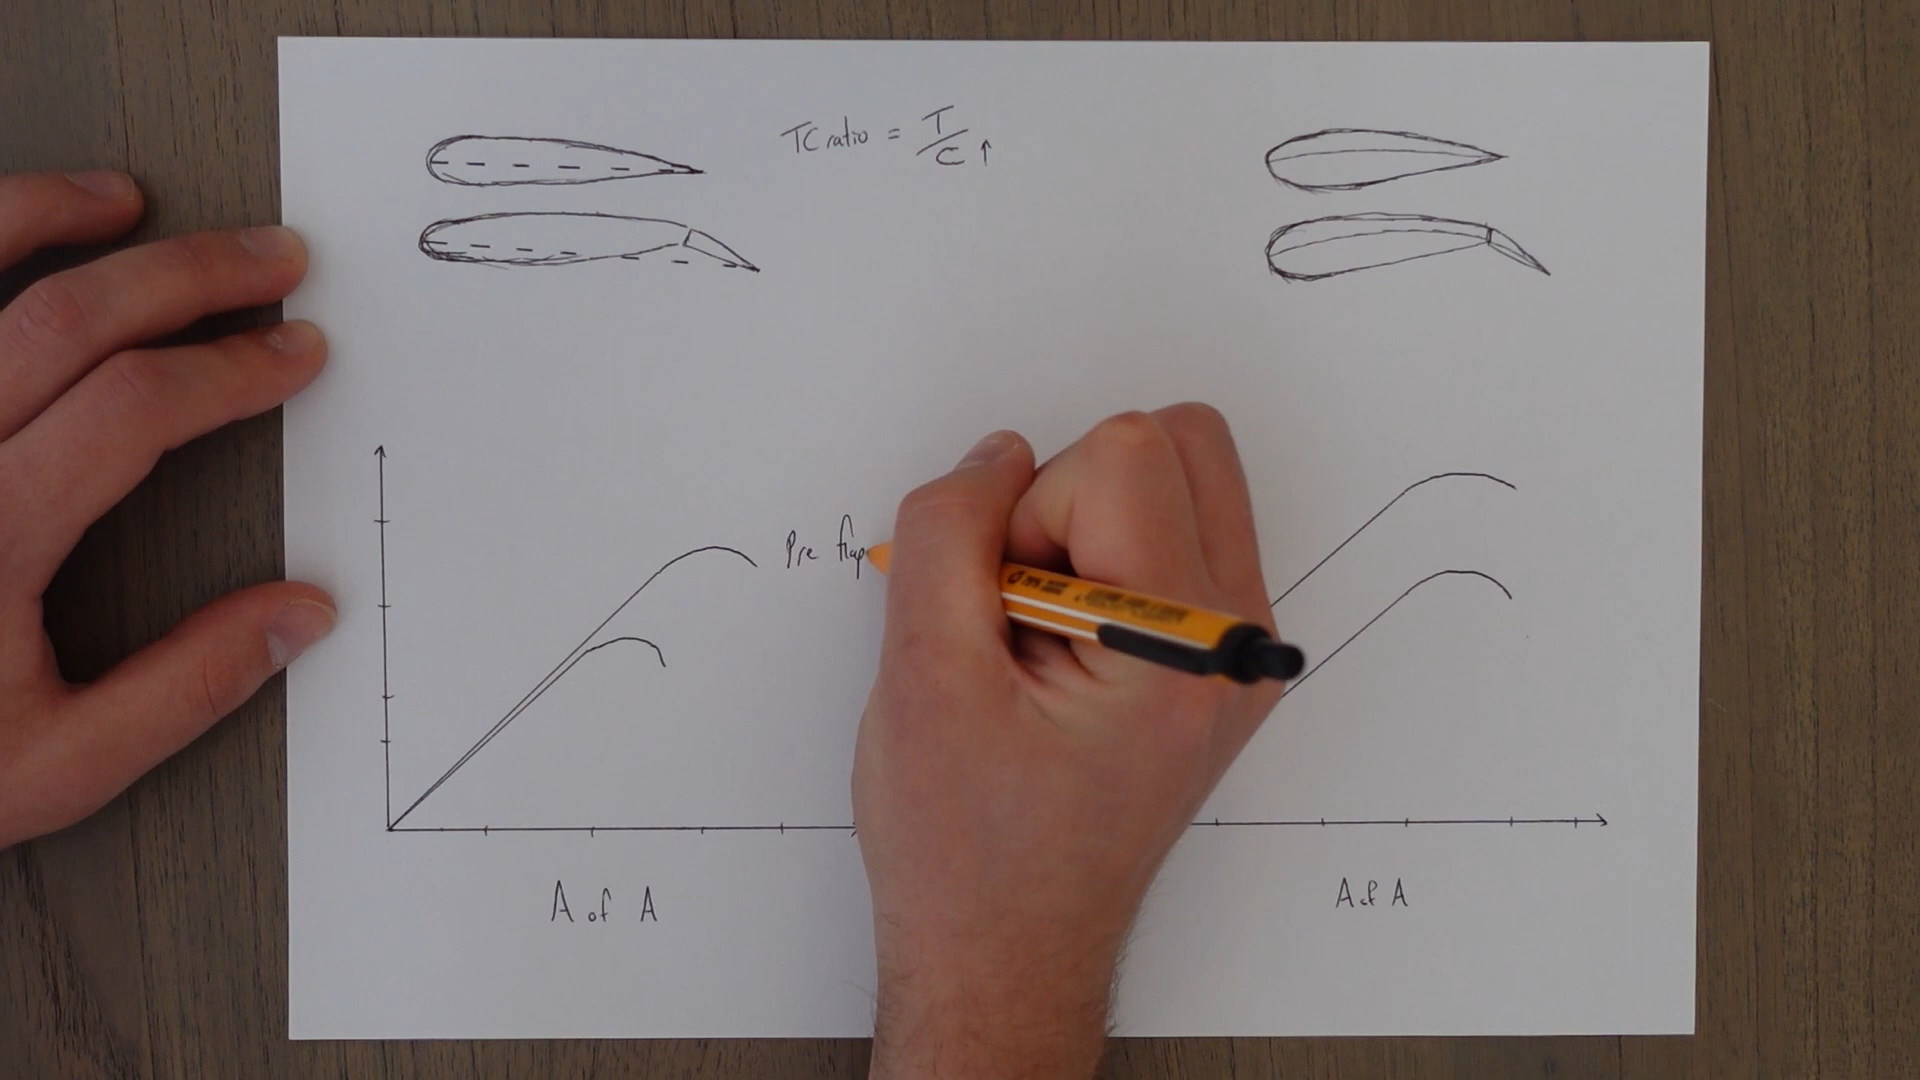 TC ratio = T/C ↑
Pre flap
A of A
A of A